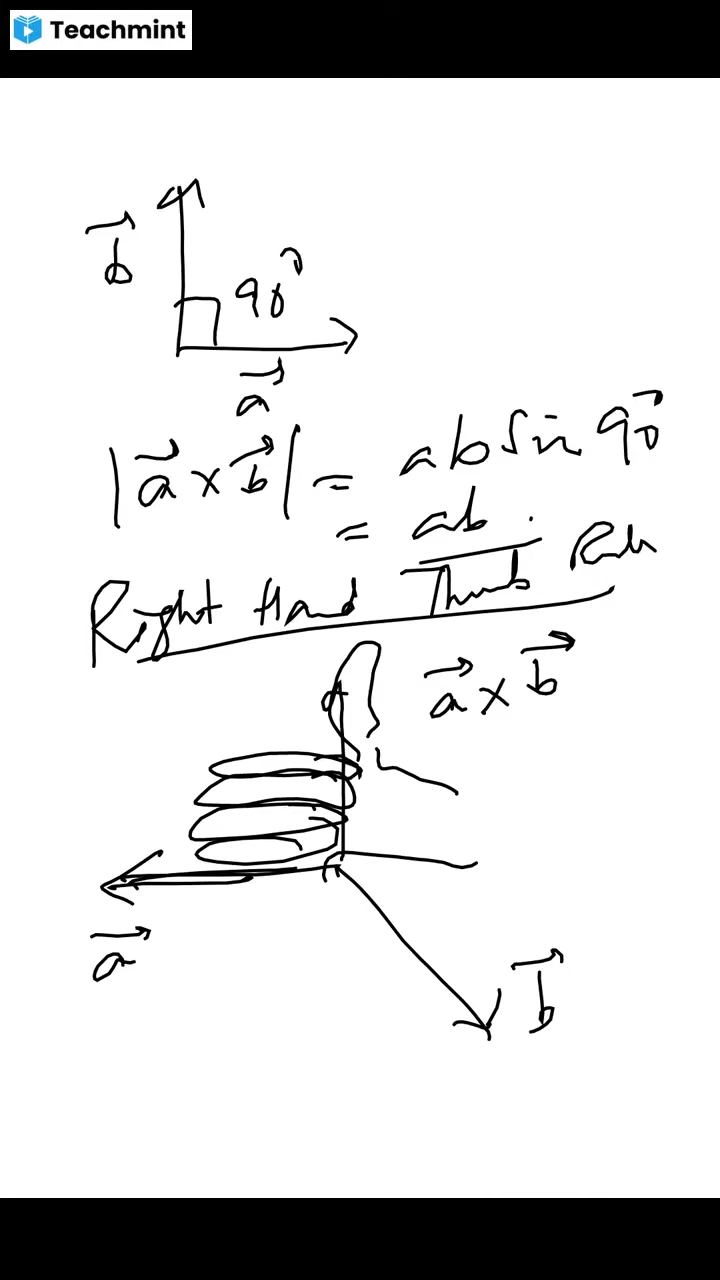 Teachmint
b⃗
90°
a⃗
|a⃗ × b⃗| = ab Sin 90°
= ab.
Right Hand Thumb Rule
a⃗ × b⃗
a⃗
b⃗